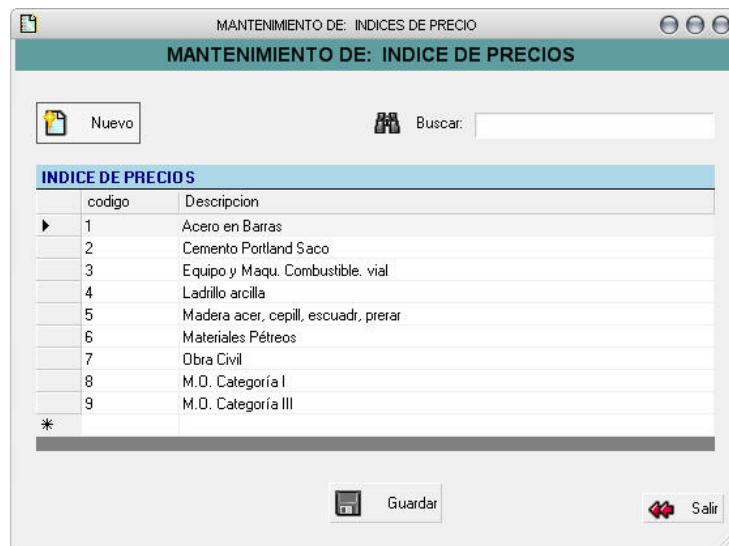 MANTENIMIENTO DE: INDICES DE PRECIO
MANTENIMIENTO DE: INDICE DE PRECIOS
Nuevo Buscar:
INDICE DE PRECIOS
codigo Descripcion
1 Acero en Barras
2 Cemento Portland Saco
3 Equipo y Maqu. Combustible. vial
4 Ladrillo arcilla
5 Madera acer, cepill, escuadr, prerar
6 Materiales Pétreos
7 Obra Civil
8 M.O. Categoría I
9 M.O. Categoría III
Guardar
Salir